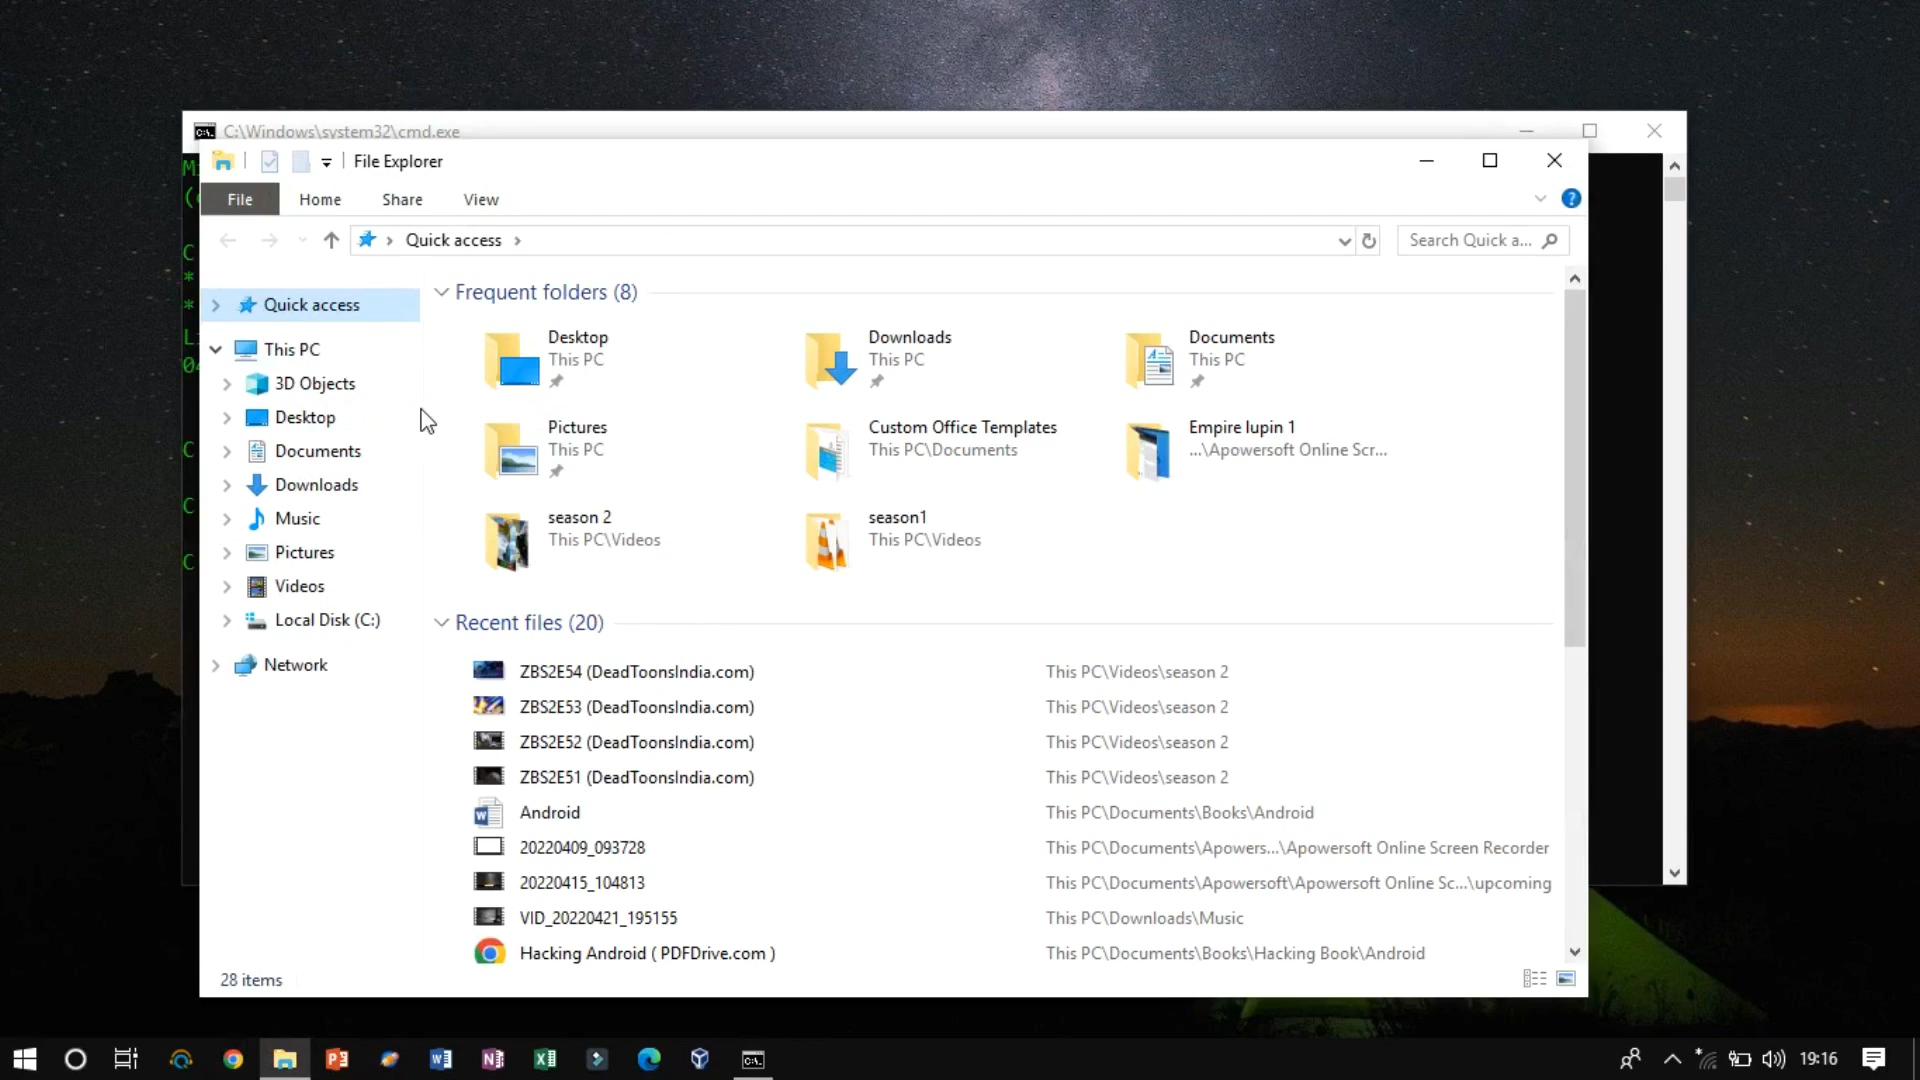 C:\Windows\system32\cmd.exe
File Explorer
File Home Share View
Quick access
Search Quick a...
Quick access
This PC
3D Objects
Desktop
Documents
Downloads
Music
Pictures
Videos
Local Disk (C:)
Network
Frequent folders (8)
Desktop
This PC
Downloads
This PC
Documents
This PC
Pictures
This PC
Custom Office Templates
This PC\Documents
Empire lupin 1
...\Apowersoft Online Scr...
season 2
This PC\Videos
season1
This PC\Videos
Recent files (20)
ZBS2E54 (DeadToonsIndia.com) This PC\Videos\season 2
ZBS2E53 (DeadToonsIndia.com) This PC\Videos\season 2
ZBS2E52 (DeadToonsIndia.com) This PC\Videos\season 2
ZBS2E51 (DeadToonsIndia.com) This PC\Videos\season 2
Android This PC\Documents\Books\Android
20220409_093728 This PC\Documents\Apowers...\Apowersoft Online Screen Recorder
20220415_104813 This PC\Documents\Apowersoft\Apowersoft Online Sc...\upcoming
VID_20220421_195155 This PC\Downloads\Music
Hacking Android ( PDFDrive.com ) This PC\Documents\Books\Hacking Book\Android
28 items
19:16